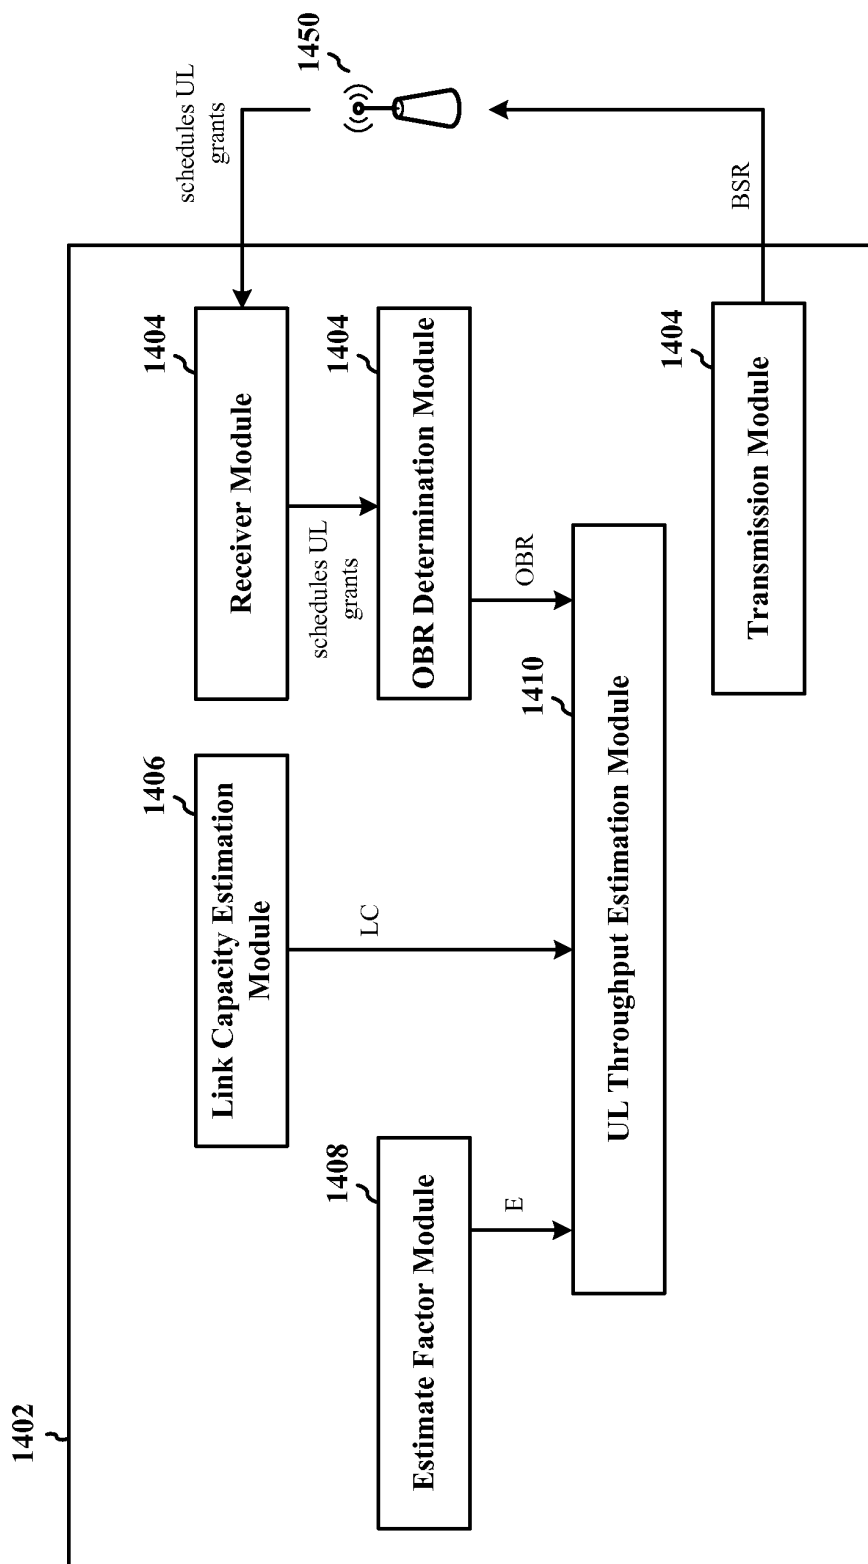 1402
1450
schedules UL
grants
1404
Receiver Module
schedules UL
grants
1404
OBR Determination Module
OBR
1406
Link Capacity Estimation
Module
LC
1408
Estimate Factor Module
E
1410
UL Throughput Estimation Module
1404
Transmission Module
BSR